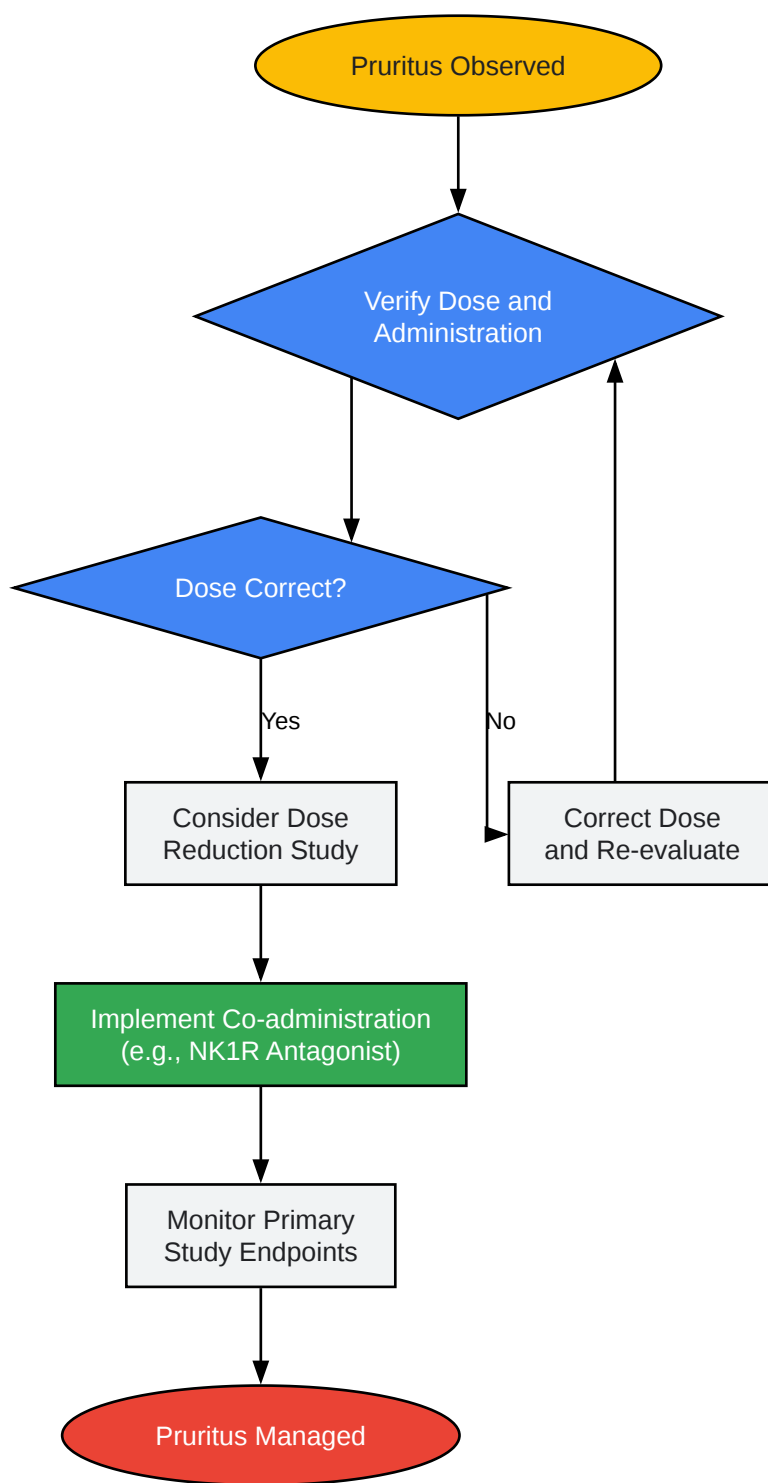 Pruritus Observed
Verify Dose and
Administration
Dose Correct?
Yes
No
Consider Dose
Reduction Study
Correct Dose
and Re-evaluate
Implement Co-administration
(e.g., NK1R Antagonist)
Monitor Primary
Study Endpoints
Pruritus Managed